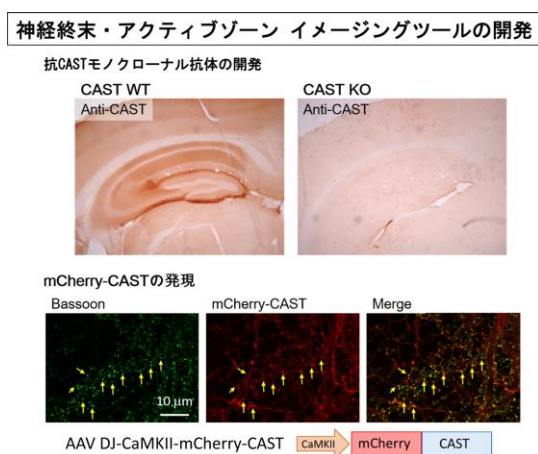 神経終末・アクティブゾーン イメージングツールの開発
抗CASTモノクローナル抗体の開発
CAST WT
Anti-CAST
CAST KO
Anti-CAST
mCherry-CASTの発現
Bassoon
mCherry-CAST
Merge
10 μm
AAV DJ-CaMKII-mCherry-CAST
CaMKII
mCherry
CAST